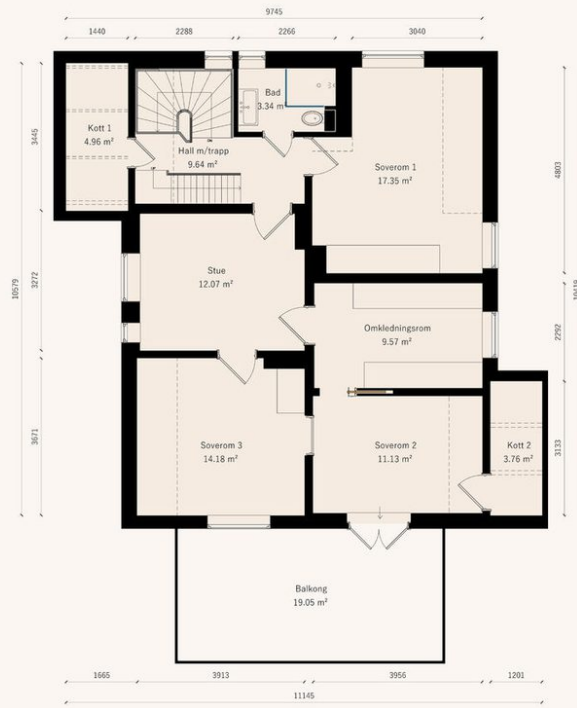 9745
1440
2288
2266
3040
Bad
3.34 m²
Kott 1
4.96 m²
Hall m/trapp
9.64 m²
Soverom 1
17.35 m²
3445
4803
Stue
12.07 m²
10579
3272
Omkledningsrom
9.57 m²
2292
Soverom 3
14.18 m²
Soverom 2
11.13 m²
Kott 2
3.76 m²
3671
3133
Balkong
19.05 m²
1665
3913
3956
1201
11145